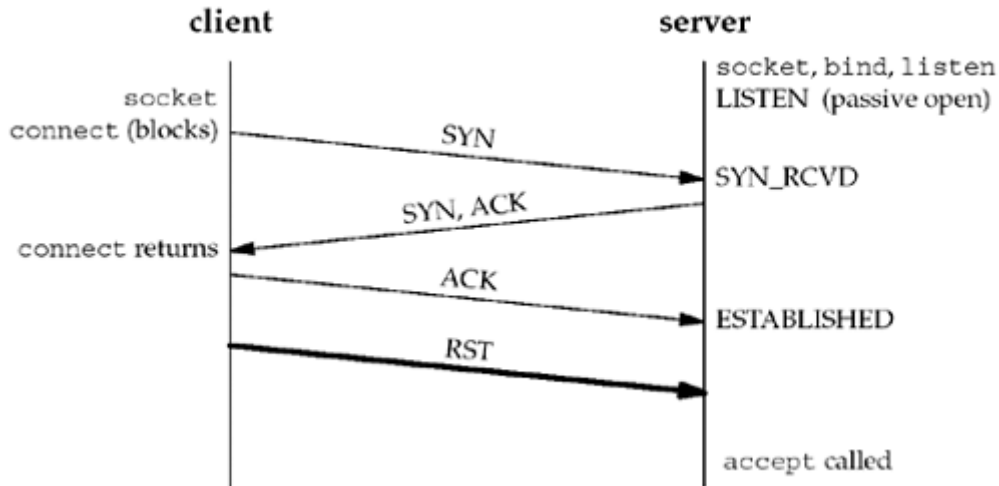 client
server
socket, bind, listen
LISTEN (passive open)
socket
connect (blocks)
SYN
SYN_RCVD
SYN, ACK
connect returns
ACK
ESTABLISHED
RST
accept called